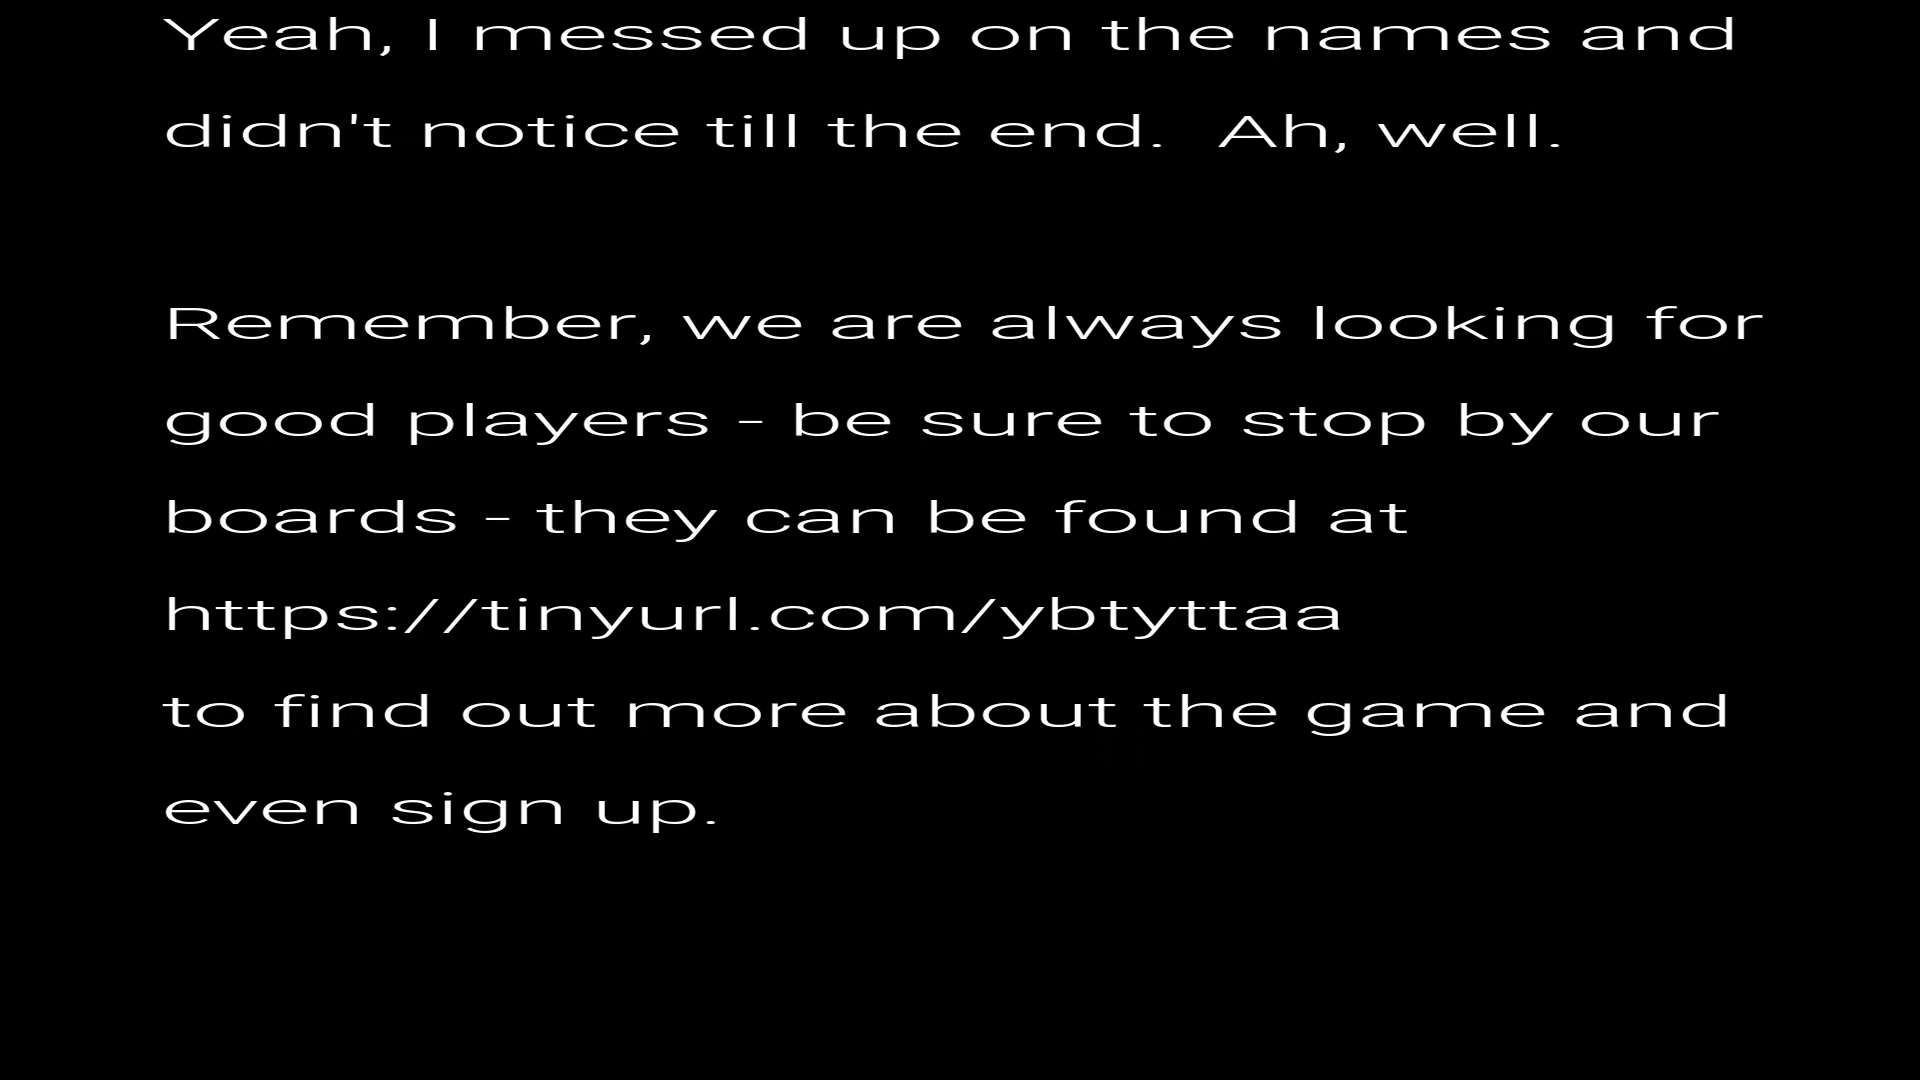 Yeah, I messed up on the names and
didn't notice till the end.  Ah, well.
Remember, we are always looking for
good players - be sure to stop by our
boards - they can be found at
https://tinyurl.com/ybtyttaa
to find out more about the game and
even sign up.